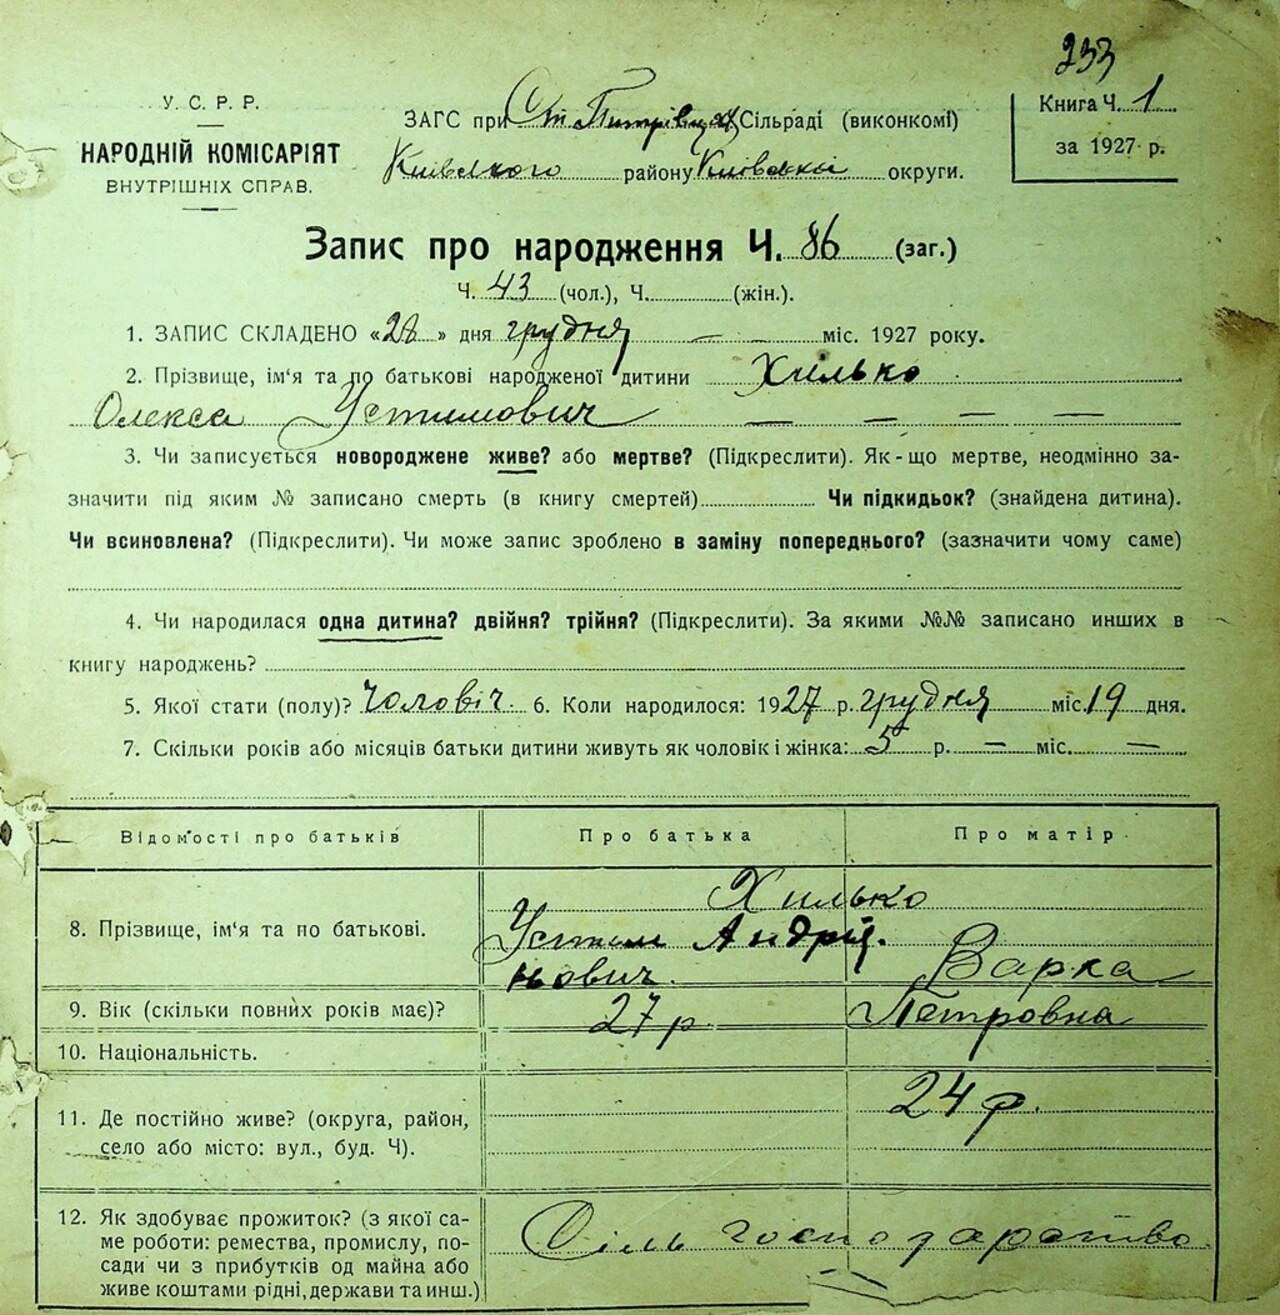 233
У. С. Р. Р.
НАРОДНІЙ КОМІСАРІЯТ
ВНУТРІШНІХ СПРАВ.
ЗАГС при Ст Питрівцях Сільраді (виконкомі)
Київського району Київської округи.
Книга Ч. 1
за 1927 р.
Запис про народження Ч. 86 (заг.)
Ч. 43 (чол.), Ч. (жін.).
1. ЗАПИС СКЛАДЕНО «28» дня грудня — — міс. 1927 року.
2. Прізвище, ім'я та по батькові народженої дитини Хилько
Олекса Устимович — — — —
3. Чи записується новороджене живе? або мертве? (Підкреслити). Як-що мертве, неодмінно за-
значити під яким № записано смерть (в книгу смертей) Чи підкидьок? (знайдена дитина).
Чи всиновлена? (Підкреслити). Чи може запис зроблено в заміну попереднього? (зазначити чому саме)
4. Чи народилася одна дитина? двійня? трійня? (Підкреслити). За якими №№ записано инших в
книгу народжень?
5. Якої стати (полу)? Чоловіч. 6. Коли народилося: 1927 р. грудня міс. 19 дня.
7. Скільки років або місяців батьки дитини живуть як чоловік і жінка: 5 р. — міс. —
Відом'ості про батьків Про батька Про матір
8. Прізвище, ім'я та по батькові.
Хилько
Устим Андрій-
ович. Варка
9. Вік (скільки повних років має)? 27 р. Петровна
10. Національність.
24 р.
11. Де постійно живе? (округа, район,
село або місто: вул., буд. Ч).
12. Як здобуває прожиток? (з якої са-
ме роботи: ремества, промислу, по-
сади чи з прибутків од майна або
живе коштами рідні, держави та инш.)
Сіль господарство